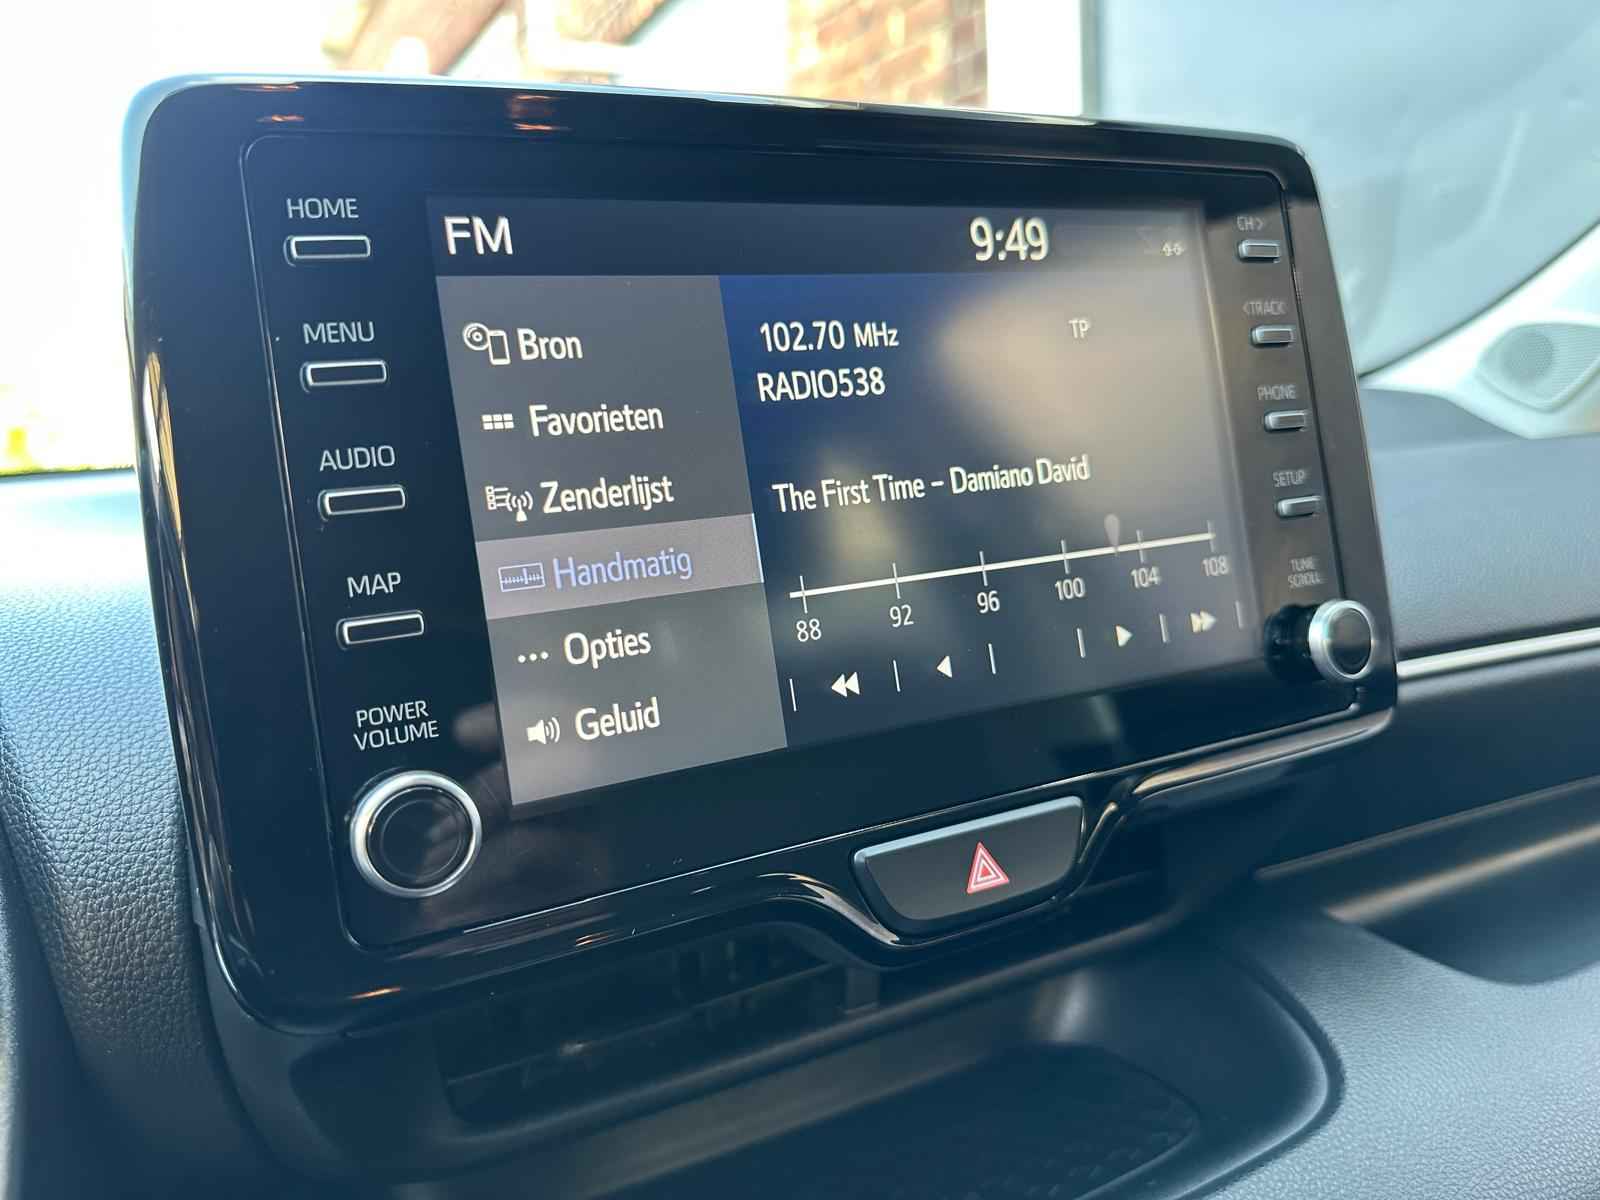 HOME
MENU
AUDIO
MAP
POWER
VOLUME
FM
9:49
Bron
Favorieten
Zenderlijst
Handmatig
Opties
Geluid
102.70 MHz
TP
RADIO538
The First Time – Damiano David
88 92 96 100 104 108
CH >
< TRACK
PHONE
SETUP
TUNE
SCROLL